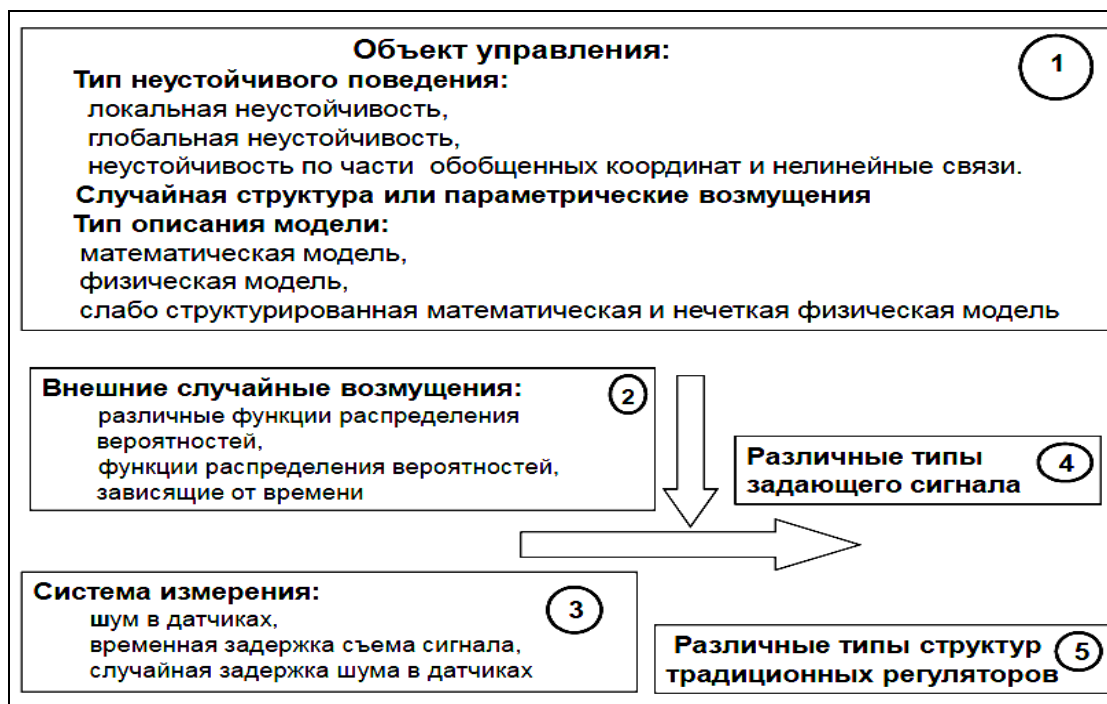 Объект управления:
1
Тип неустойчивого поведения:
локальная неустойчивость,
глобальная неустойчивость,
неустойчивость по части обобщенных координат и нелинейные связи.
Случайная структура или параметрические возмущения
Тип описания модели:
математическая модель,
физическая модель,
слабо структурированная математическая и нечеткая физическая модель
Внешние случайные возмущения:
2
различные функции распределения
вероятностей,
функции распределения вероятностей,
зависящие от времени
Различные типы
задающего сигнала
4
Система измерения:
3
шум в датчиках,
временная задержка съема сигнала,
случайная задержка шума в датчиках
Различные типы структур
традиционных регуляторов
5